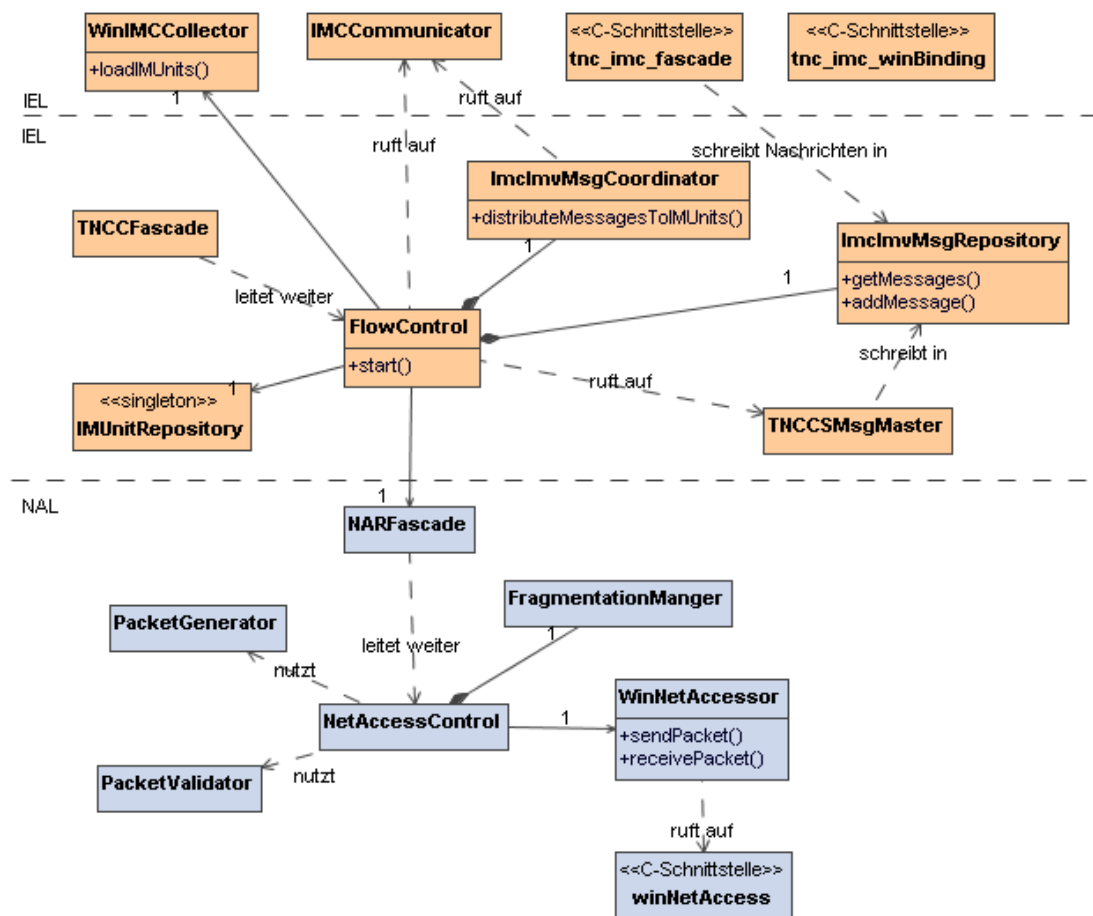 WinIMCCollector
+loadIMUnits()
IMCCommunicator
<<C-Schnittstelle>>
tnc_imc_fascade
<<C-Schnittstelle>>
tnc_imc_winBinding
1
ruft auf
IEL
IEL
ruft auf
schreibt Nachrichten in
ImcImvMsgCoordinator
+distributeMessagesToIMUnits()
1
TNCCFascade
leitet weiter
ImcImvMsgRepository
+getMessages()
+addMessage()
1
FlowControl
+start()
schreibt in
ruft auf
1
<<singleton>>
IMUnitRepository
TNCCSMsgMaster
NAL
1
NARFascade
FragmentationManger
1
PacketGenerator
leitet weiter
nutzt
NetAccessControl
1
WinNetAccessor
+sendPacket()
+receivePacket()
PacketValidator
nutzt
ruft auf
<<C-Schnittstelle>>
winNetAccess